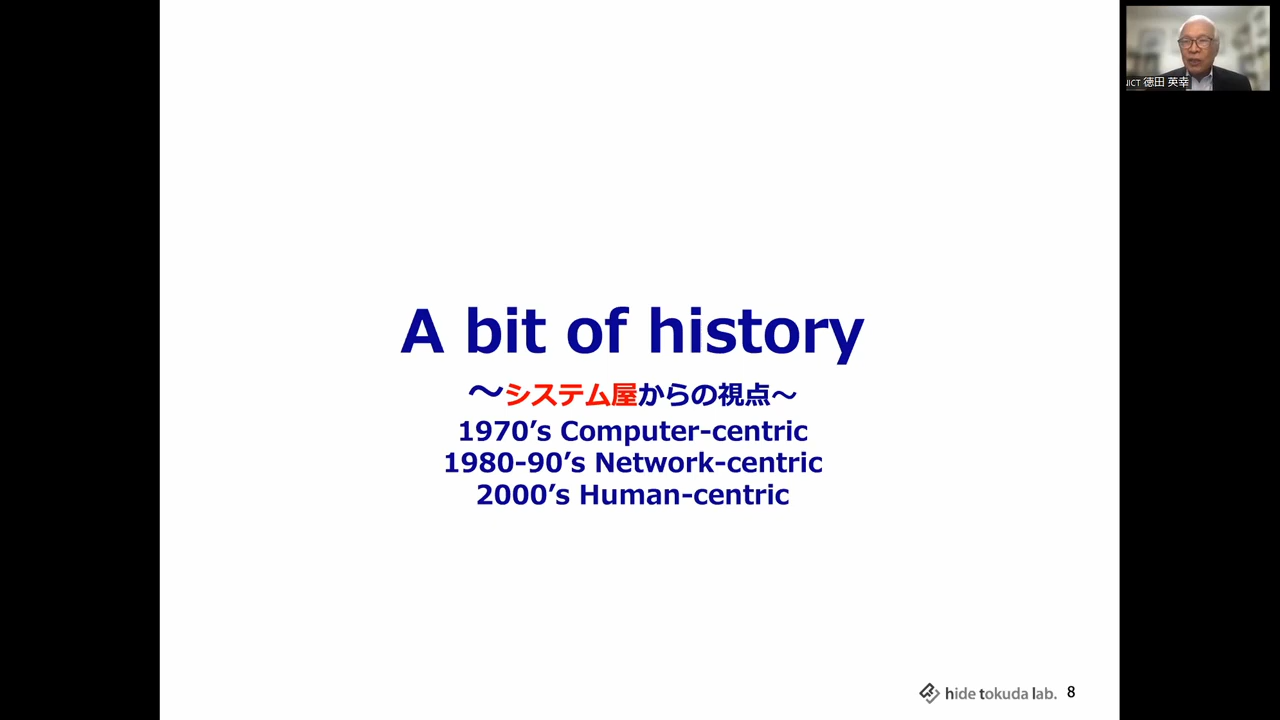 A bit of history
～システム屋からの視点～
1970’s Computer-centric
1980-90’s Network-centric
2000’s Human-centric
hide tokuda lab. 8
NICT 徳田 英幸